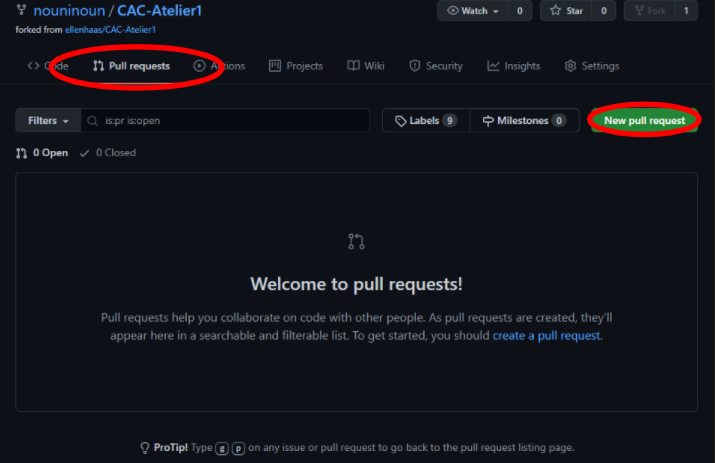 nouninoun / CAC-Atelier1
Watch 0 Star 0 Fork 1
forked from ellenhaas/CAC-Atelier1
Code Pull requests Actions Projects Wiki Security Insights Settings
Filters is:pr is:open Labels 9 Milestones 0 New pull request
0 Open 0 Closed
Welcome to pull requests!
Pull requests help you collaborate on code with other people. As pull requests are created, they'll
appear here in a searchable and filterable list. To get started, you should create a pull request.
ProTip! Type g p on any issue or pull request to go back to the pull request listing page.